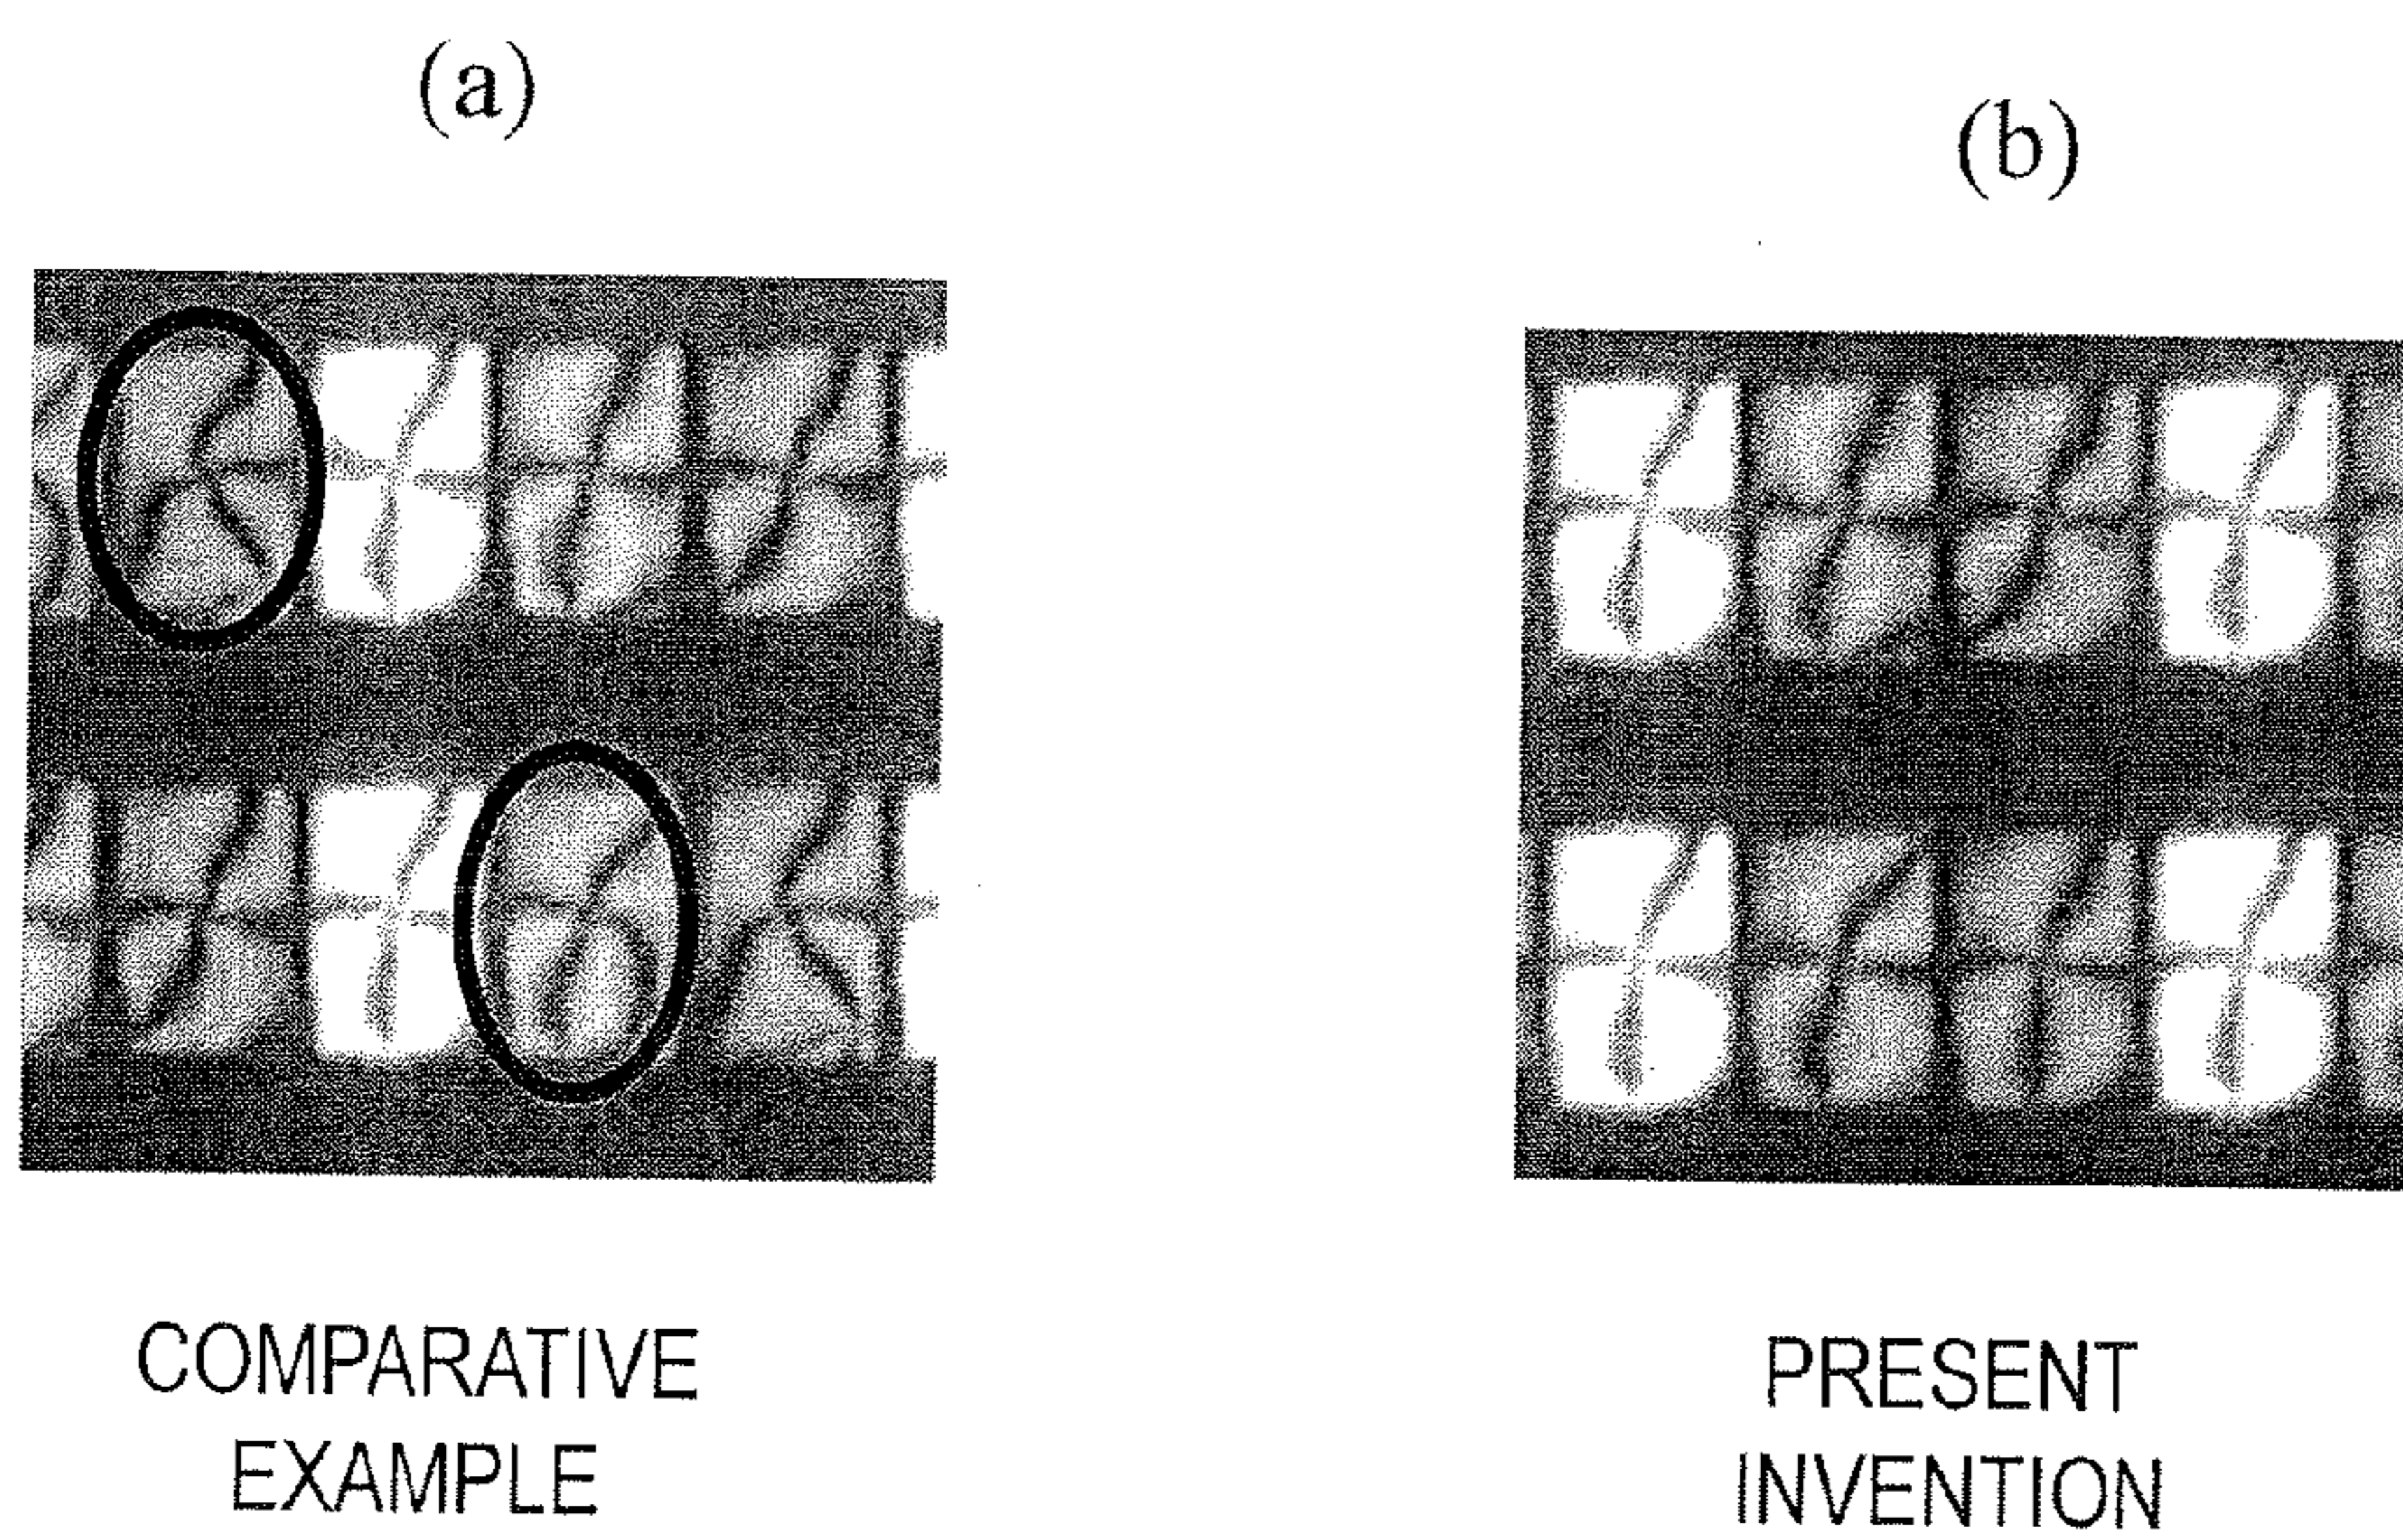 (a)
(b)
COMPARATIVE
EXAMPLE
PRESENT
INVENTION